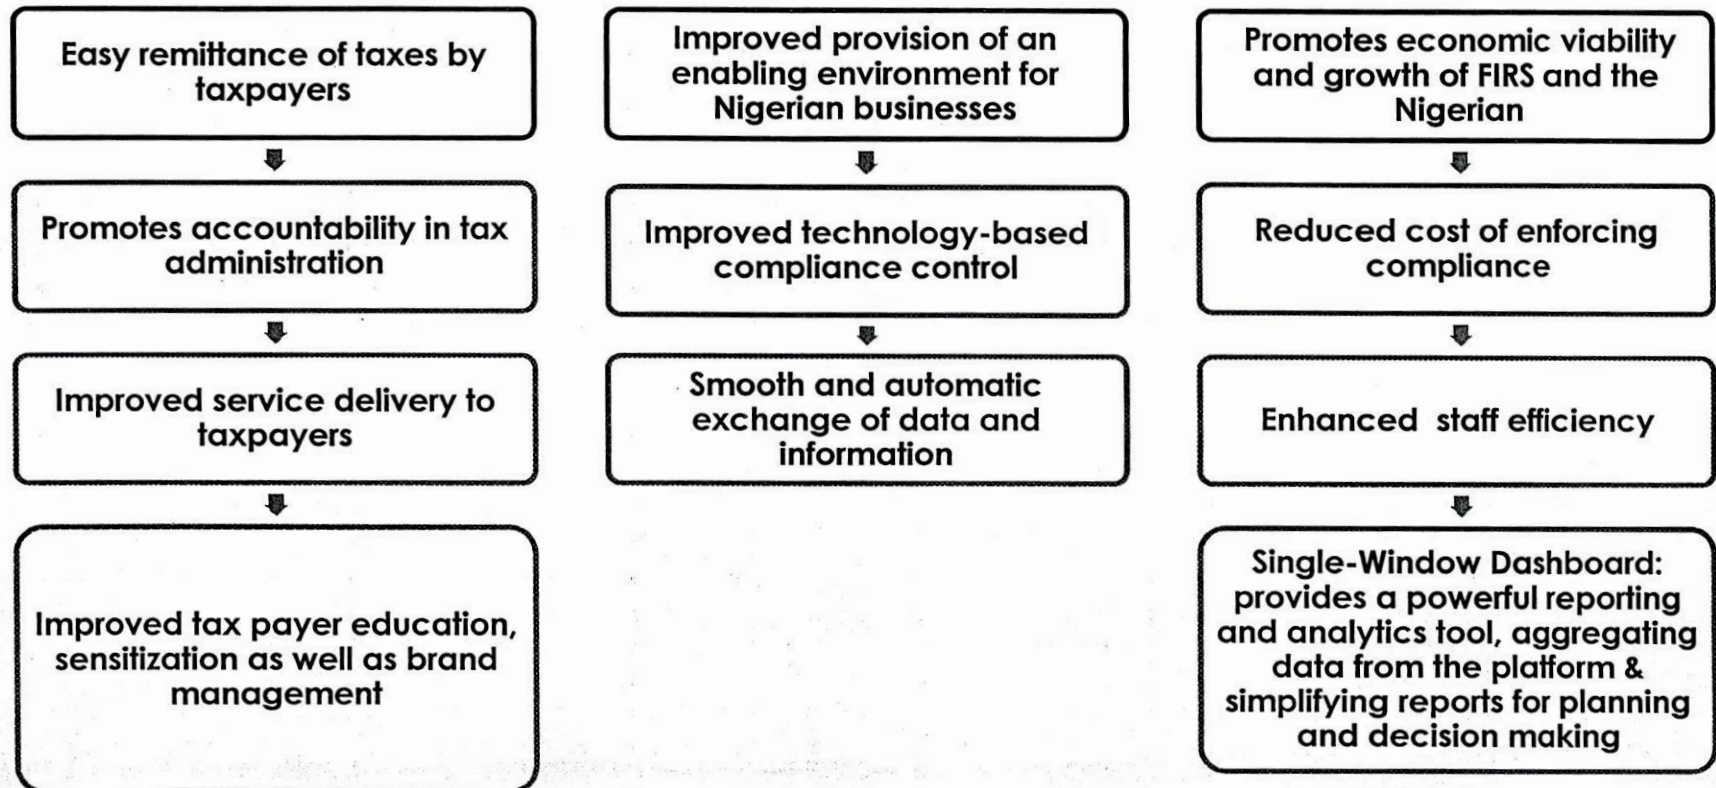 Easy remittance of taxes by
taxpayers
Promotes accountability in tax
administration
Improved service delivery to
taxpayers
Improved tax payer education,
sensitization as well as brand
management
Improved provision of an
enabling environment for
Nigerian businesses
Improved technology-based
compliance control
Smooth and automatic
exchange of data and
information
Promotes economic viability
and growth of FIRS and the
Nigerian
Reduced cost of enforcing
compliance
Enhanced  staff efficiency
Single-Window Dashboard:
provides a powerful reporting
and analytics tool, aggregating
data from the platform &
simplifying reports for planning
and decision making